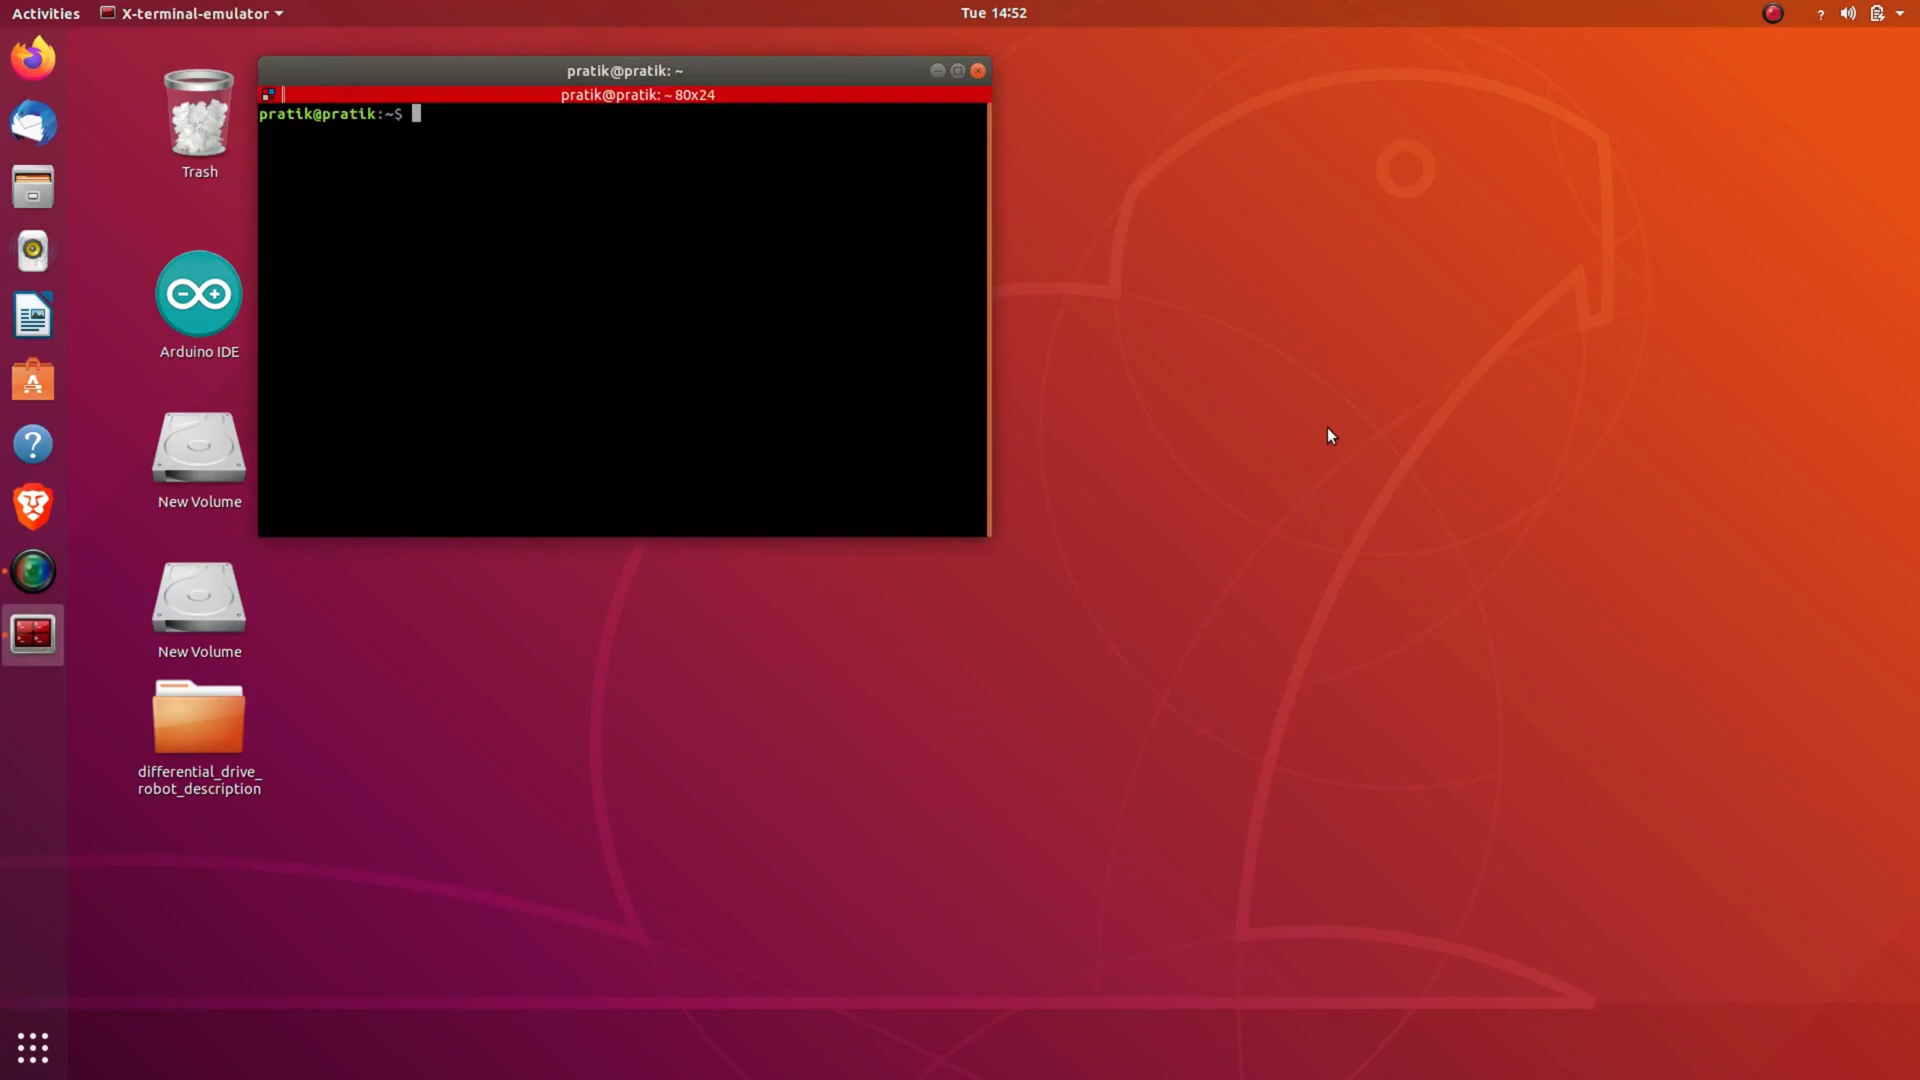 Activities
X-terminal-emulator
Tue 14:52
?
pratik@pratik: ~
pratik@pratik: ~ 80x24
pratik@pratik:~$
Trash
Arduino IDE
New Volume
New Volume
differential_drive_
robot_description